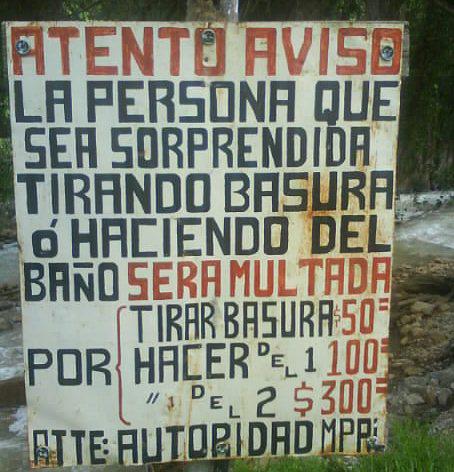 ATENTO AVISO
LA PERSONA QUE
SEA SORPRENDIDA
TIRANDO BASURA
ó HACIENDO DEL
BAÑO SERA MULTADA
TIRAR BASURA $50=
POR { HACER DEL 1 100=
" DEL 2 $300=
ATTE: AUTORIDAD MPAL